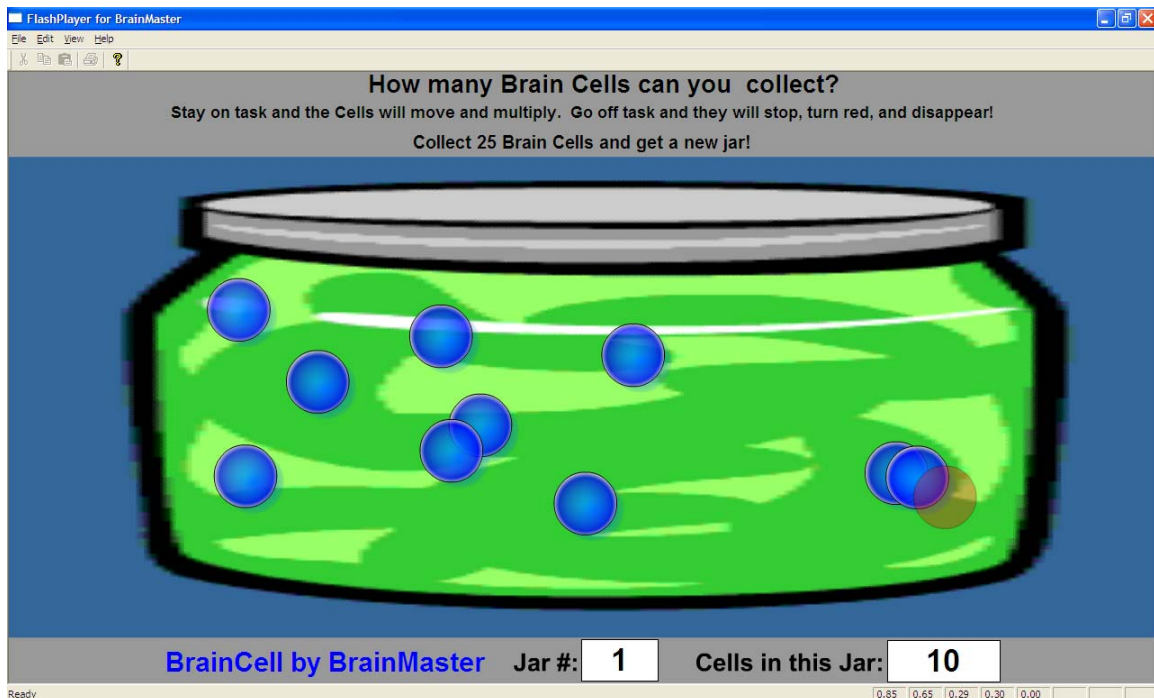 FlashPlayer for BrainMaster
File Edit View Help
How many Brain Cells can you collect?
Stay on task and the Cells will move and multiply. Go off task and they will stop, turn red, and disappear!
Collect 25 Brain Cells and get a new jar!
BrainCell by BrainMaster Jar #: 1 Cells in this Jar: 10
Ready 0.85 0.65 0.29 0.30 0.00